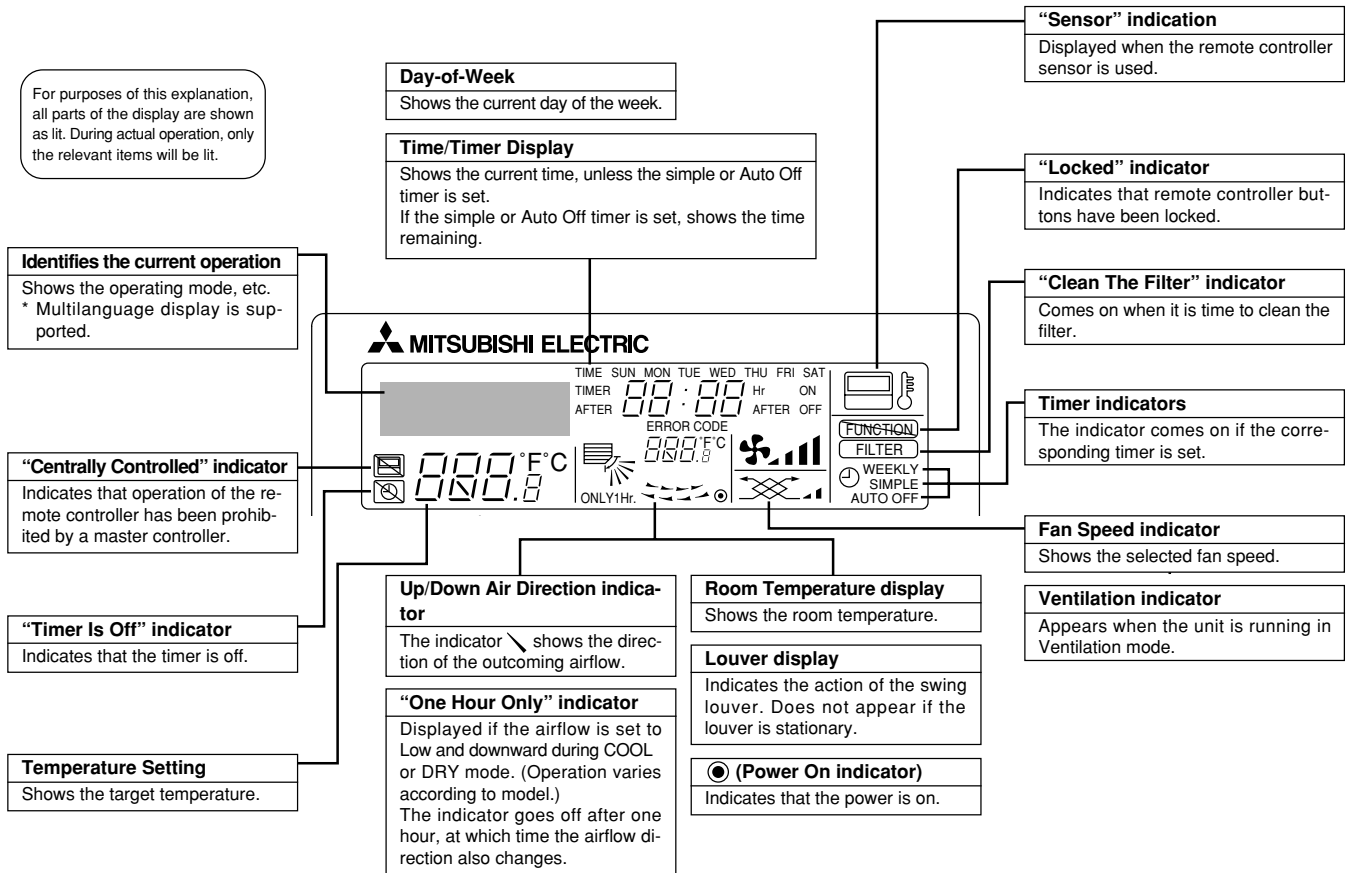 For purposes of this explanation,
all parts of the display are shown
as lit. During actual operation, only
the relevant items will be lit.
Day-of-Week
Shows the current day of the week.
Time/Timer Display
Shows the current time, unless the simple or Auto Off
timer is set.
If the simple or Auto Off timer is set, shows the time
remaining.
“Sensor” indication
Displayed when the remote controller
sensor is used.
“Locked” indicator
Indicates that remote controller but-
tons have been locked.
“Clean The Filter” indicator
Comes on when it is time to clean the
filter.
Timer indicators
The indicator comes on if the corre-
sponding timer is set.
Fan Speed indicator
Shows the selected fan speed.
Ventilation indicator
Appears when the unit is running in
Ventilation mode.
Identifies the current operation
Shows the operating mode, etc.
* Multilanguage display is sup-
ported.
“Centrally Controlled” indicator
Indicates that operation of the re-
mote controller has been prohib-
ited by a master controller.
“Timer Is Off” indicator
Indicates that the timer is off.
Temperature Setting
Shows the target temperature.
MITSUBISHI ELECTRIC
TIME SUN MON TUE WED THU FRI SAT
TIMER 88:88 Hr ON
AFTER AFTER OFF
ERROR CODE
888.8 °F°C
888.8 °F°C
ONLY1Hr.
FUNCTION
FILTER
WEEKLY
SIMPLE
AUTO OFF
Up/Down Air Direction indica-
tor
The indicator shows the direc-
tion of the outcoming airflow.
“One Hour Only” indicator
Displayed if the airflow is set to
Low and downward during COOL
or DRY mode. (Operation varies
according to model.)
The indicator goes off after one
hour, at which time the airflow di-
rection also changes.
Room Temperature display
Shows the room temperature.
Louver display
Indicates the action of the swing
louver. Does not appear if the
louver is stationary.
(Power On indicator)
Indicates that the power is on.